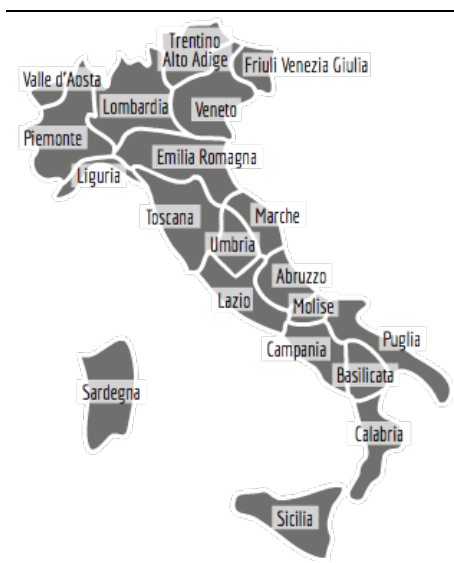 Trentino
Alto Adige
Friuli Venezia Giulia
Valle d'Aosta
Lombardia
Veneto
Piemonte
Emilia Romagna
Liguria
Toscana
Marche
Umbria
Abruzzo
Lazio
Molise
Campania
Puglia
Basilicata
Sardegna
Calabria
Sicilia